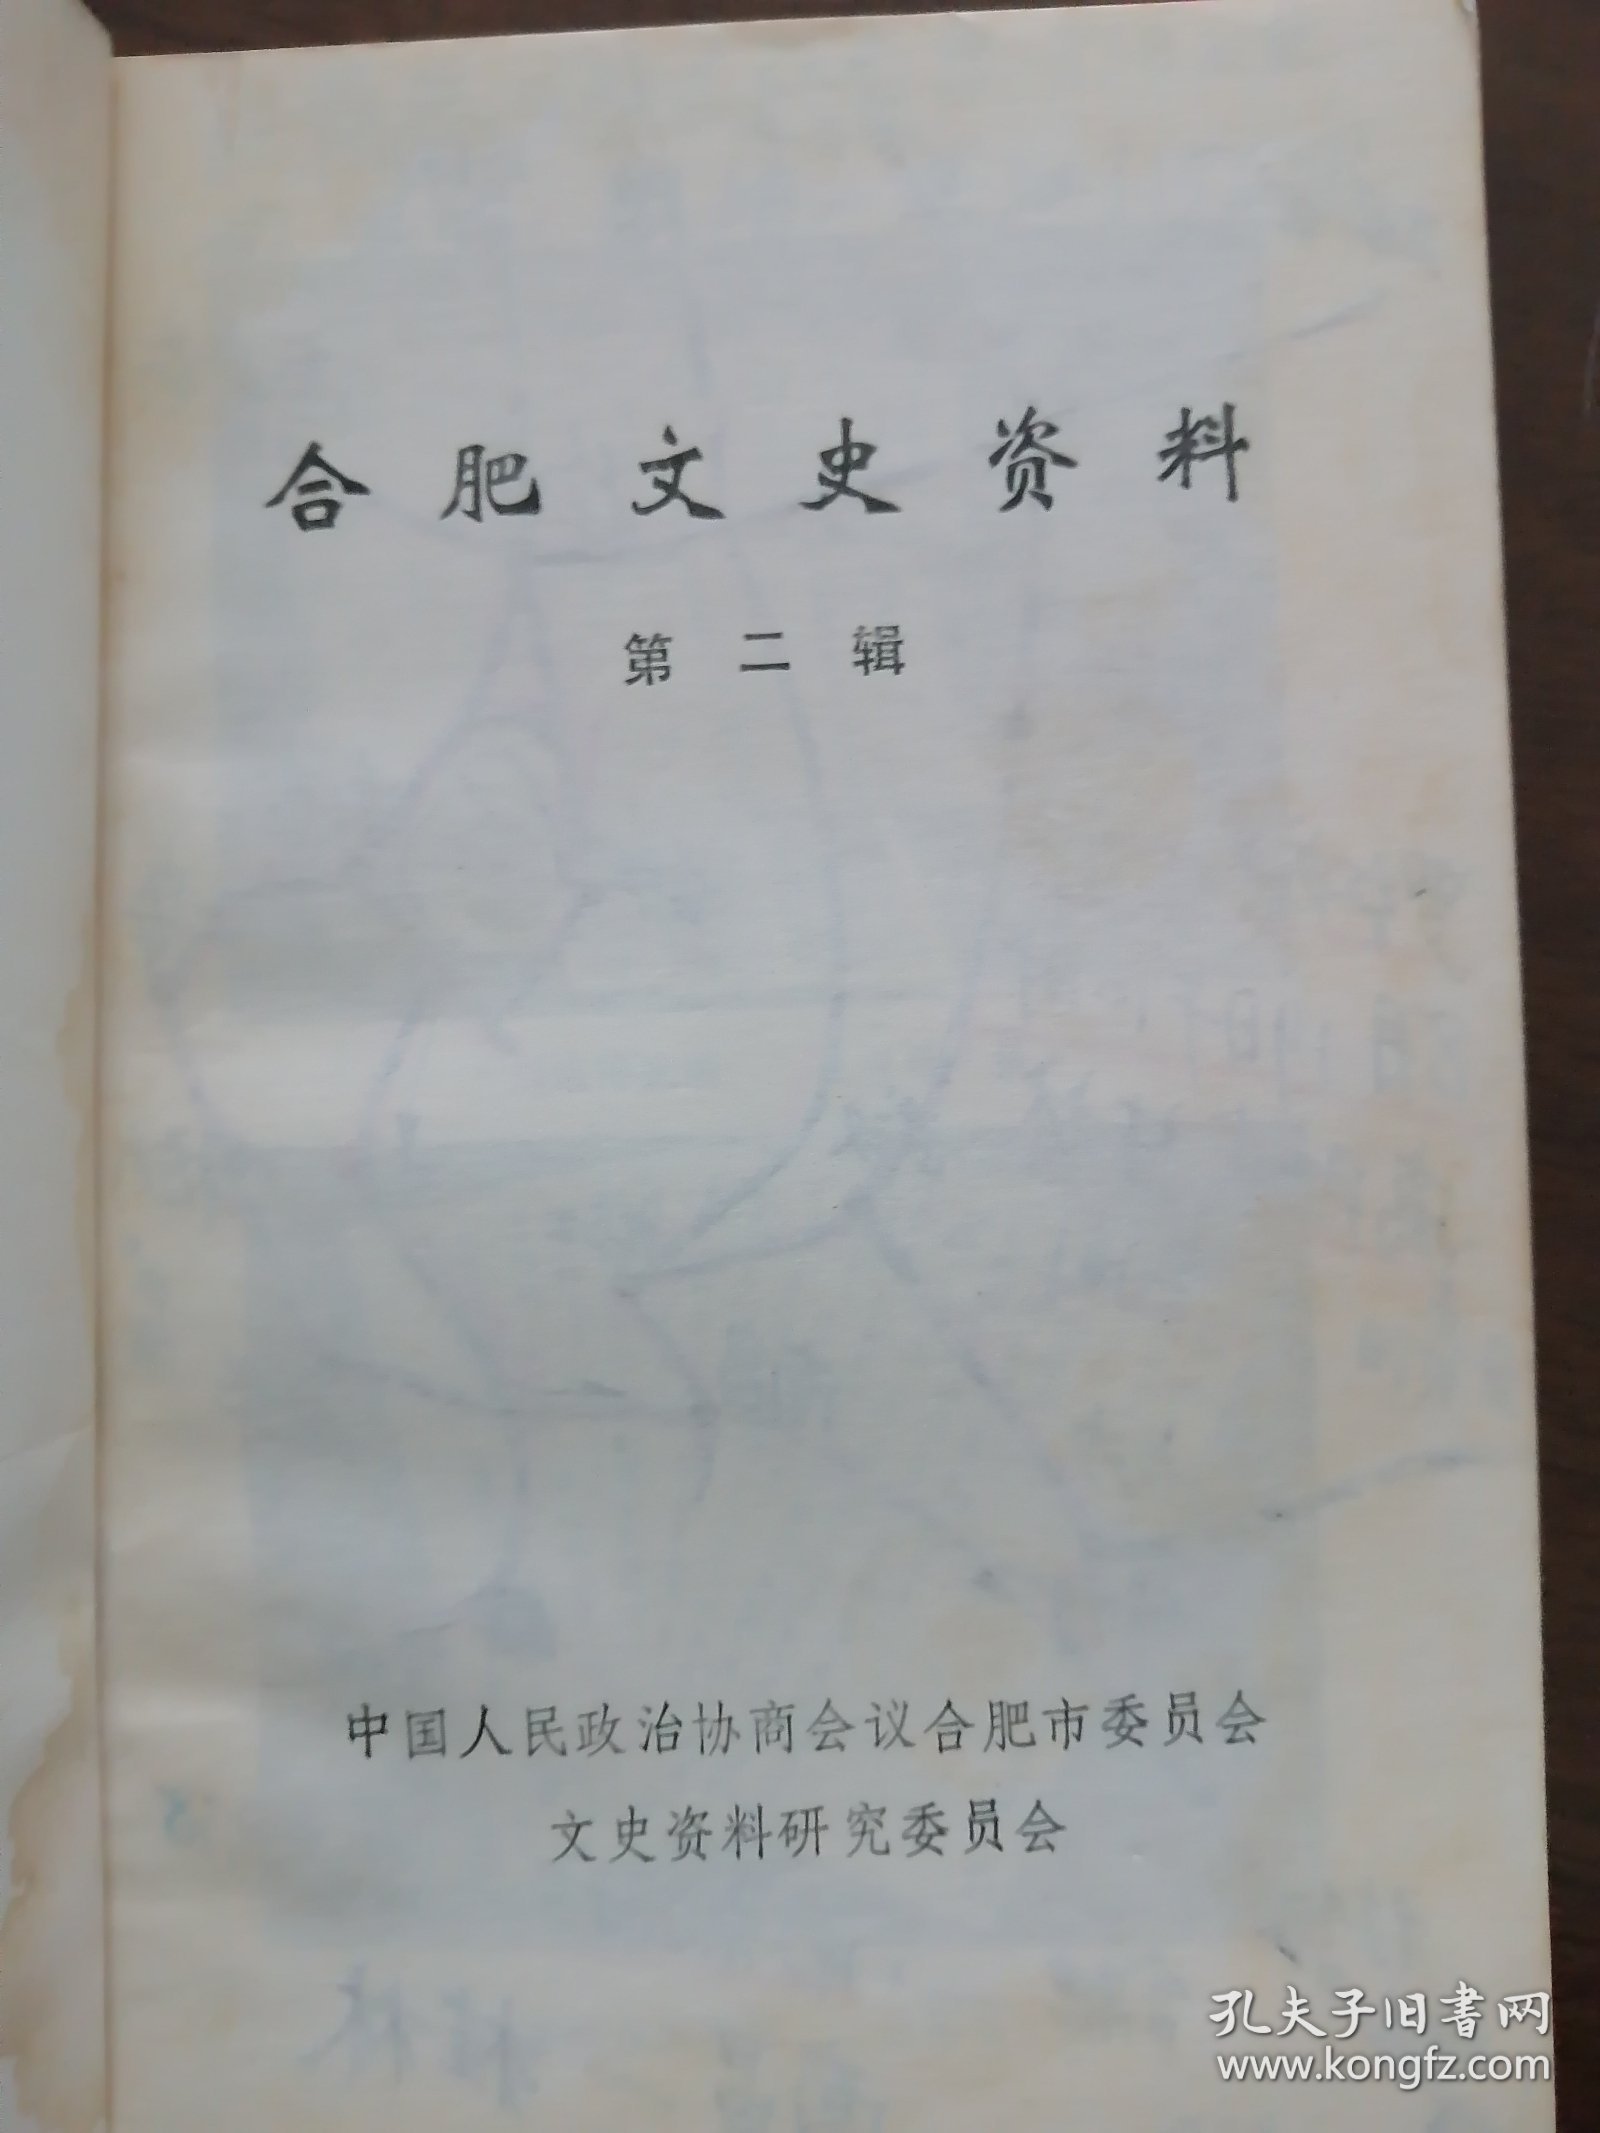 合肥文史资料
第二辑
中国人民政治协商会议合肥市委员会
文史资料研究委员会
孔夫子旧书网
www.kongfz.com